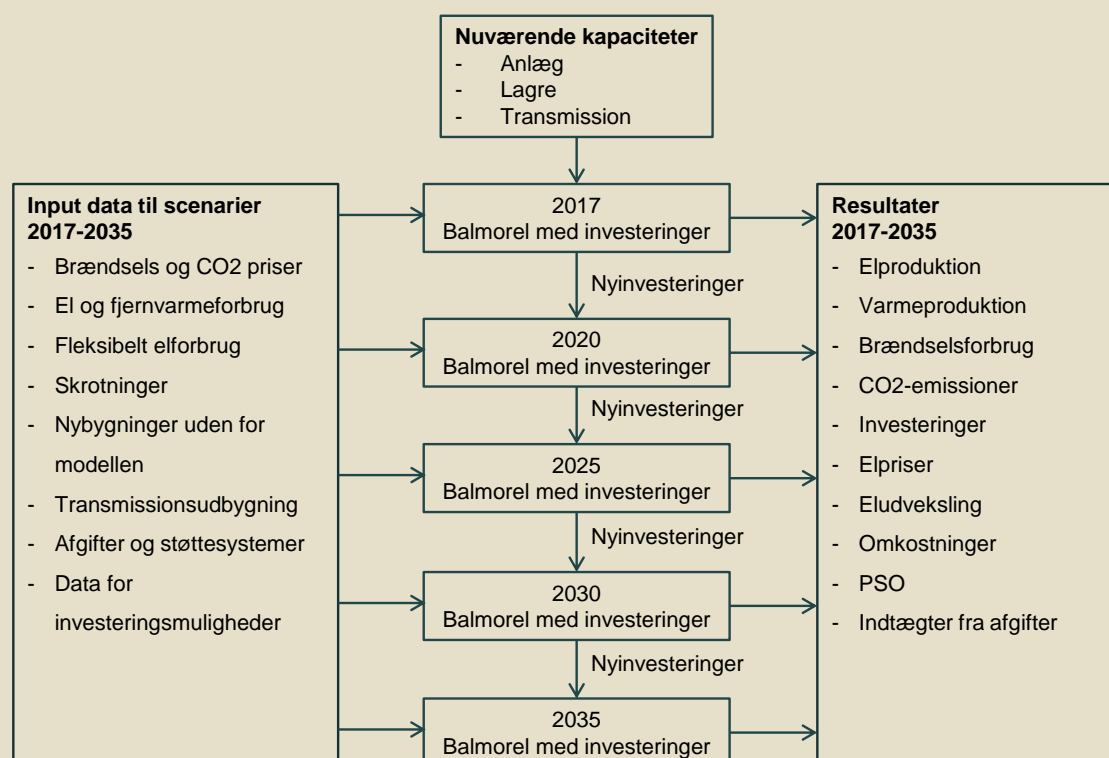 Nuværende kapaciteter
- Anlæg
- Lagre
- Transmission
Input data til scenarier
2017-2035
- Brændsels og CO2 priser
- El og fjernvarmeforbrug
- Fleksibelt elforbrug
- Skrotninger
- Nybygninger uden for
modellen
- Transmissionsudbygning
- Afgifter og støttesystemer
- Data for
investeringsmuligheder
2017
Balmorel med investeringer
Nyinvesteringer
2020
Balmorel med investeringer
Nyinvesteringer
2025
Balmorel med investeringer
Nyinvesteringer
2030
Balmorel med investeringer
Nyinvesteringer
2035
Balmorel med investeringer
Resultater
2017-2035
- Elproduktion
- Varmeproduktion
- Brændselsforbrug
- CO2-emissioner
- Investeringer
- Elpriser
- Eludveksling
- Omkostninger
- PSO
- Indtægter fra afgifter